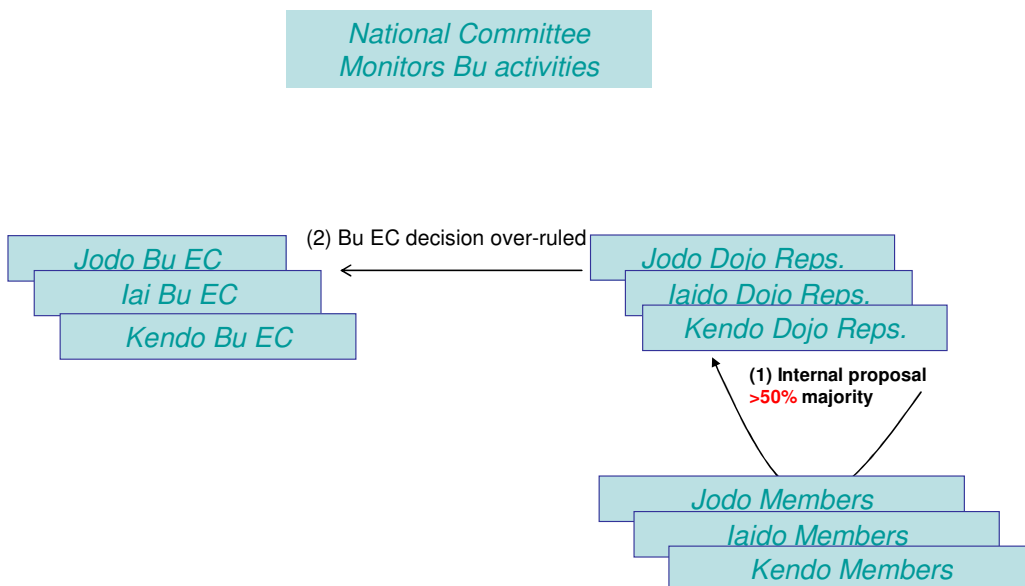 National Committee
Monitors Bu activities
(2) Bu EC decision over-ruled
Jodo Bu EC
Iai Bu EC
Kendo Bu EC
Jodo Dojo Reps.
Iaido Dojo Reps.
Kendo Dojo Reps.
(1) Internal proposal
>50% majority
Jodo Members
Iaido Members
Kendo Members